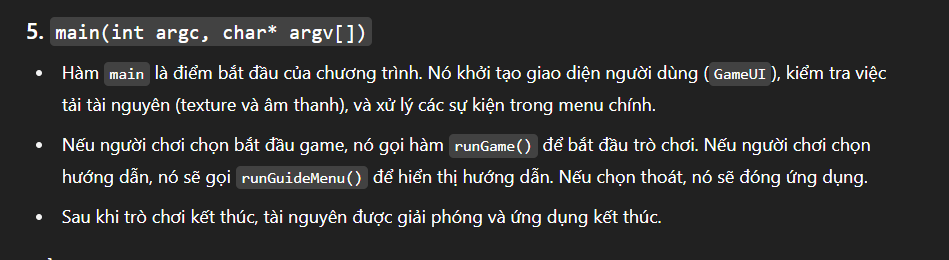 5. main(int argc, char* argv[])
• Hàm main là điểm bắt đầu của chương trình. Nó khởi tạo giao diện người dùng (GameUI), kiểm tra việc
tải tài nguyên (texture và âm thanh), và xử lý các sự kiện trong menu chính.
• Nếu người chơi chọn bắt đầu game, nó gọi hàm runGame() để bắt đầu trò chơi. Nếu người chơi chọn
hướng dẫn, nó sẽ gọi runGuideMenu() để hiển thị hướng dẫn. Nếu chọn thoát, nó sẽ đóng ứng dụng.
• Sau khi trò chơi kết thúc, tài nguyên được giải phóng và ứng dụng kết thúc.